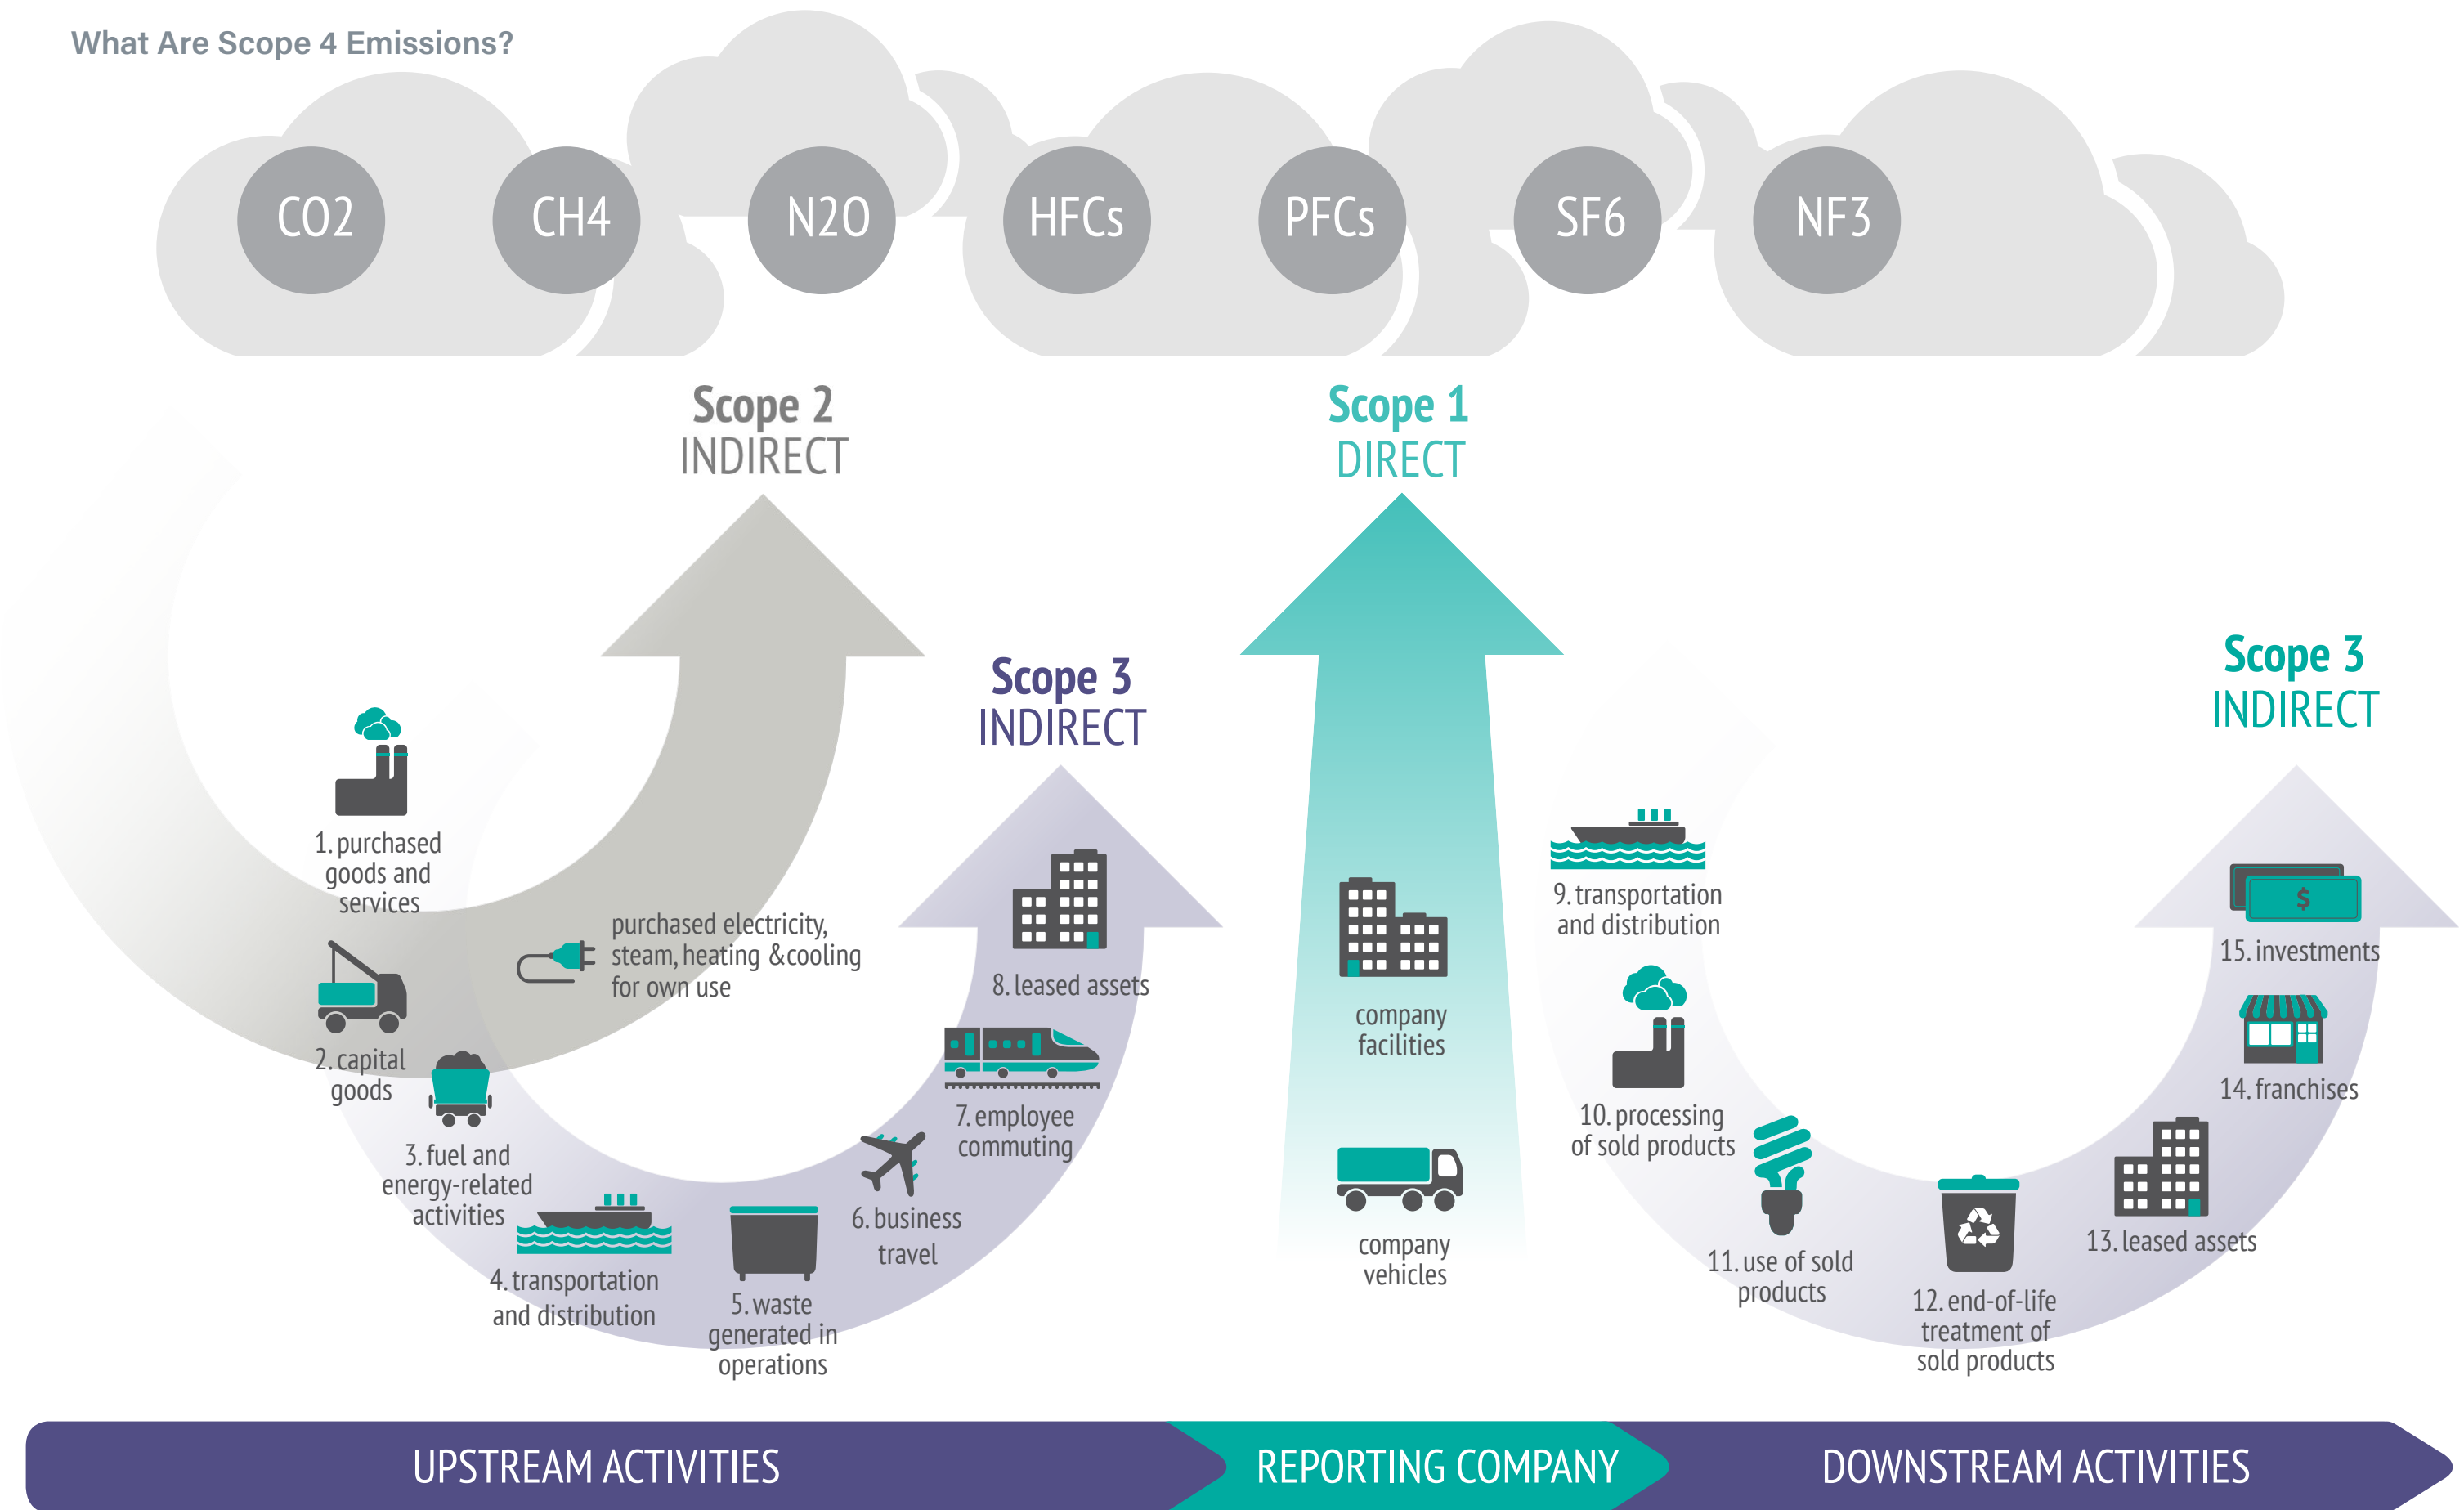 What Are Scope 4 Emissions?
CO2
CH4
N2O
HFCs
PFCs
SF6
NF3
Scope 2
INDIRECT
Scope 1
DIRECT
Scope 3
INDIRECT
Scope 3
INDIRECT
1. purchased
goods and
services
2. capital
goods
3. fuel and
energy-related
activities
purchased electricity,
steam, heating &cooling
for own use
4. transportation
and distribution
5. waste
generated in
operations
6. business
travel
7. employee
commuting
8. leased assets
company
facilities
company
vehicles
9. transportation
and distribution
10. processing
of sold products
11. use of sold
products
12. end-of-life
treatment of
sold products
13. leased assets
14. franchises
15. investments
$
UPSTREAM ACTIVITIES
REPORTING COMPANY
DOWNSTREAM ACTIVITIES